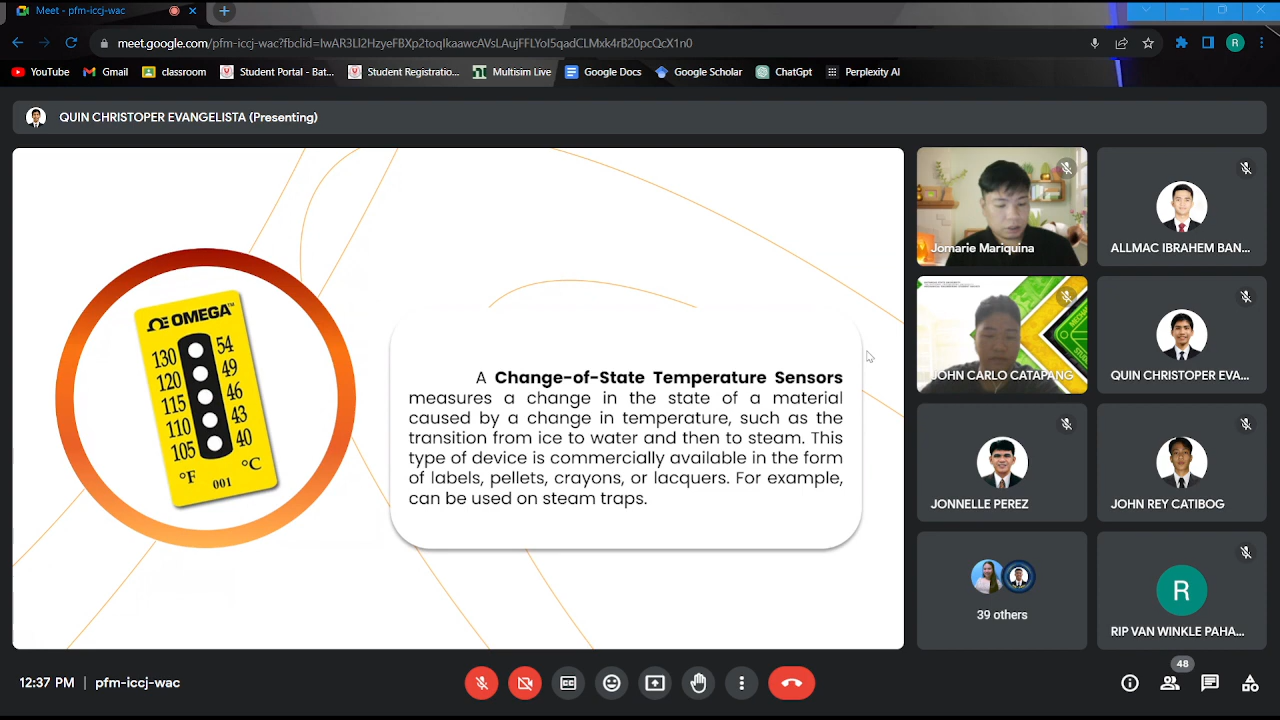 Meet - pfm-iccj-wac
meet.google.com/pfm-iccj-wac?fbclid=IwAR3Ll2HzyeFBXp2toqIkaawcAVsLAujFFLYoI5qadCLMxk4rB20pcQcX1n0
R
YouTube
Gmail
classroom
Student Portal - Bat...
Student Registratio...
Multisim Live
Google Docs
Google Scholar
ChatGpt
Perplexity AI
QUIN CHRISTOPER EVANGELISTA (Presenting)
OMEGA™
130 54
120 49
115 46
110 43
105 40
°F °C
001
A Change-of-State Temperature Sensors
measures a change in the state of a material
caused by a change in temperature, such as the
transition from ice to water and then to steam. This
type of device is commercially available in the form
of labels, pellets, crayons, or lacquers. For example,
can be used on steam traps.
Jomarie Mariquina
ALLMAC IBRAHEM BAN...
JOHN CARLO CATAPANG
QUIN CHRISTOPER EVA...
JONNELLE PEREZ
JOHN REY CATIBOG
39 others
R
RIP VAN WINKLE PAHA...
12:37 PM | pfm-iccj-wac
48